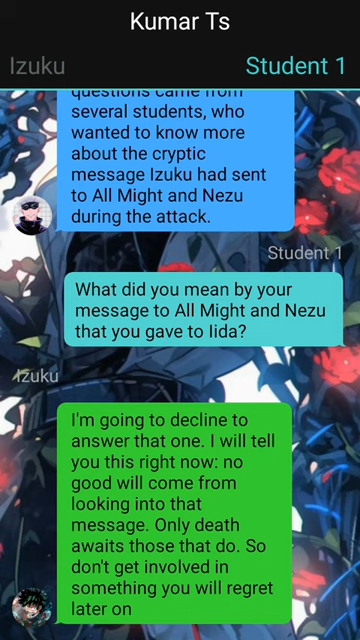 Kumar Ts
Izuku
Student 1
questions came from
several students, who
wanted to know more
about the cryptic
message Izuku had sent
to All Might and Nezu
during the attack.
Student 1
What did you mean by your
message to All Might and Nezu
that you gave to Iida?
Izuku
I'm going to decline to
answer that one. I will tell
you this right now: no
good will come from
looking into that
message. Only death
awaits those that do. So
don't get involved in
something you will regret
later on